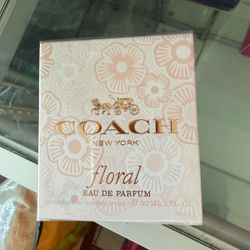 COACH
NEW YORK
floral
EAU DE PARFUM